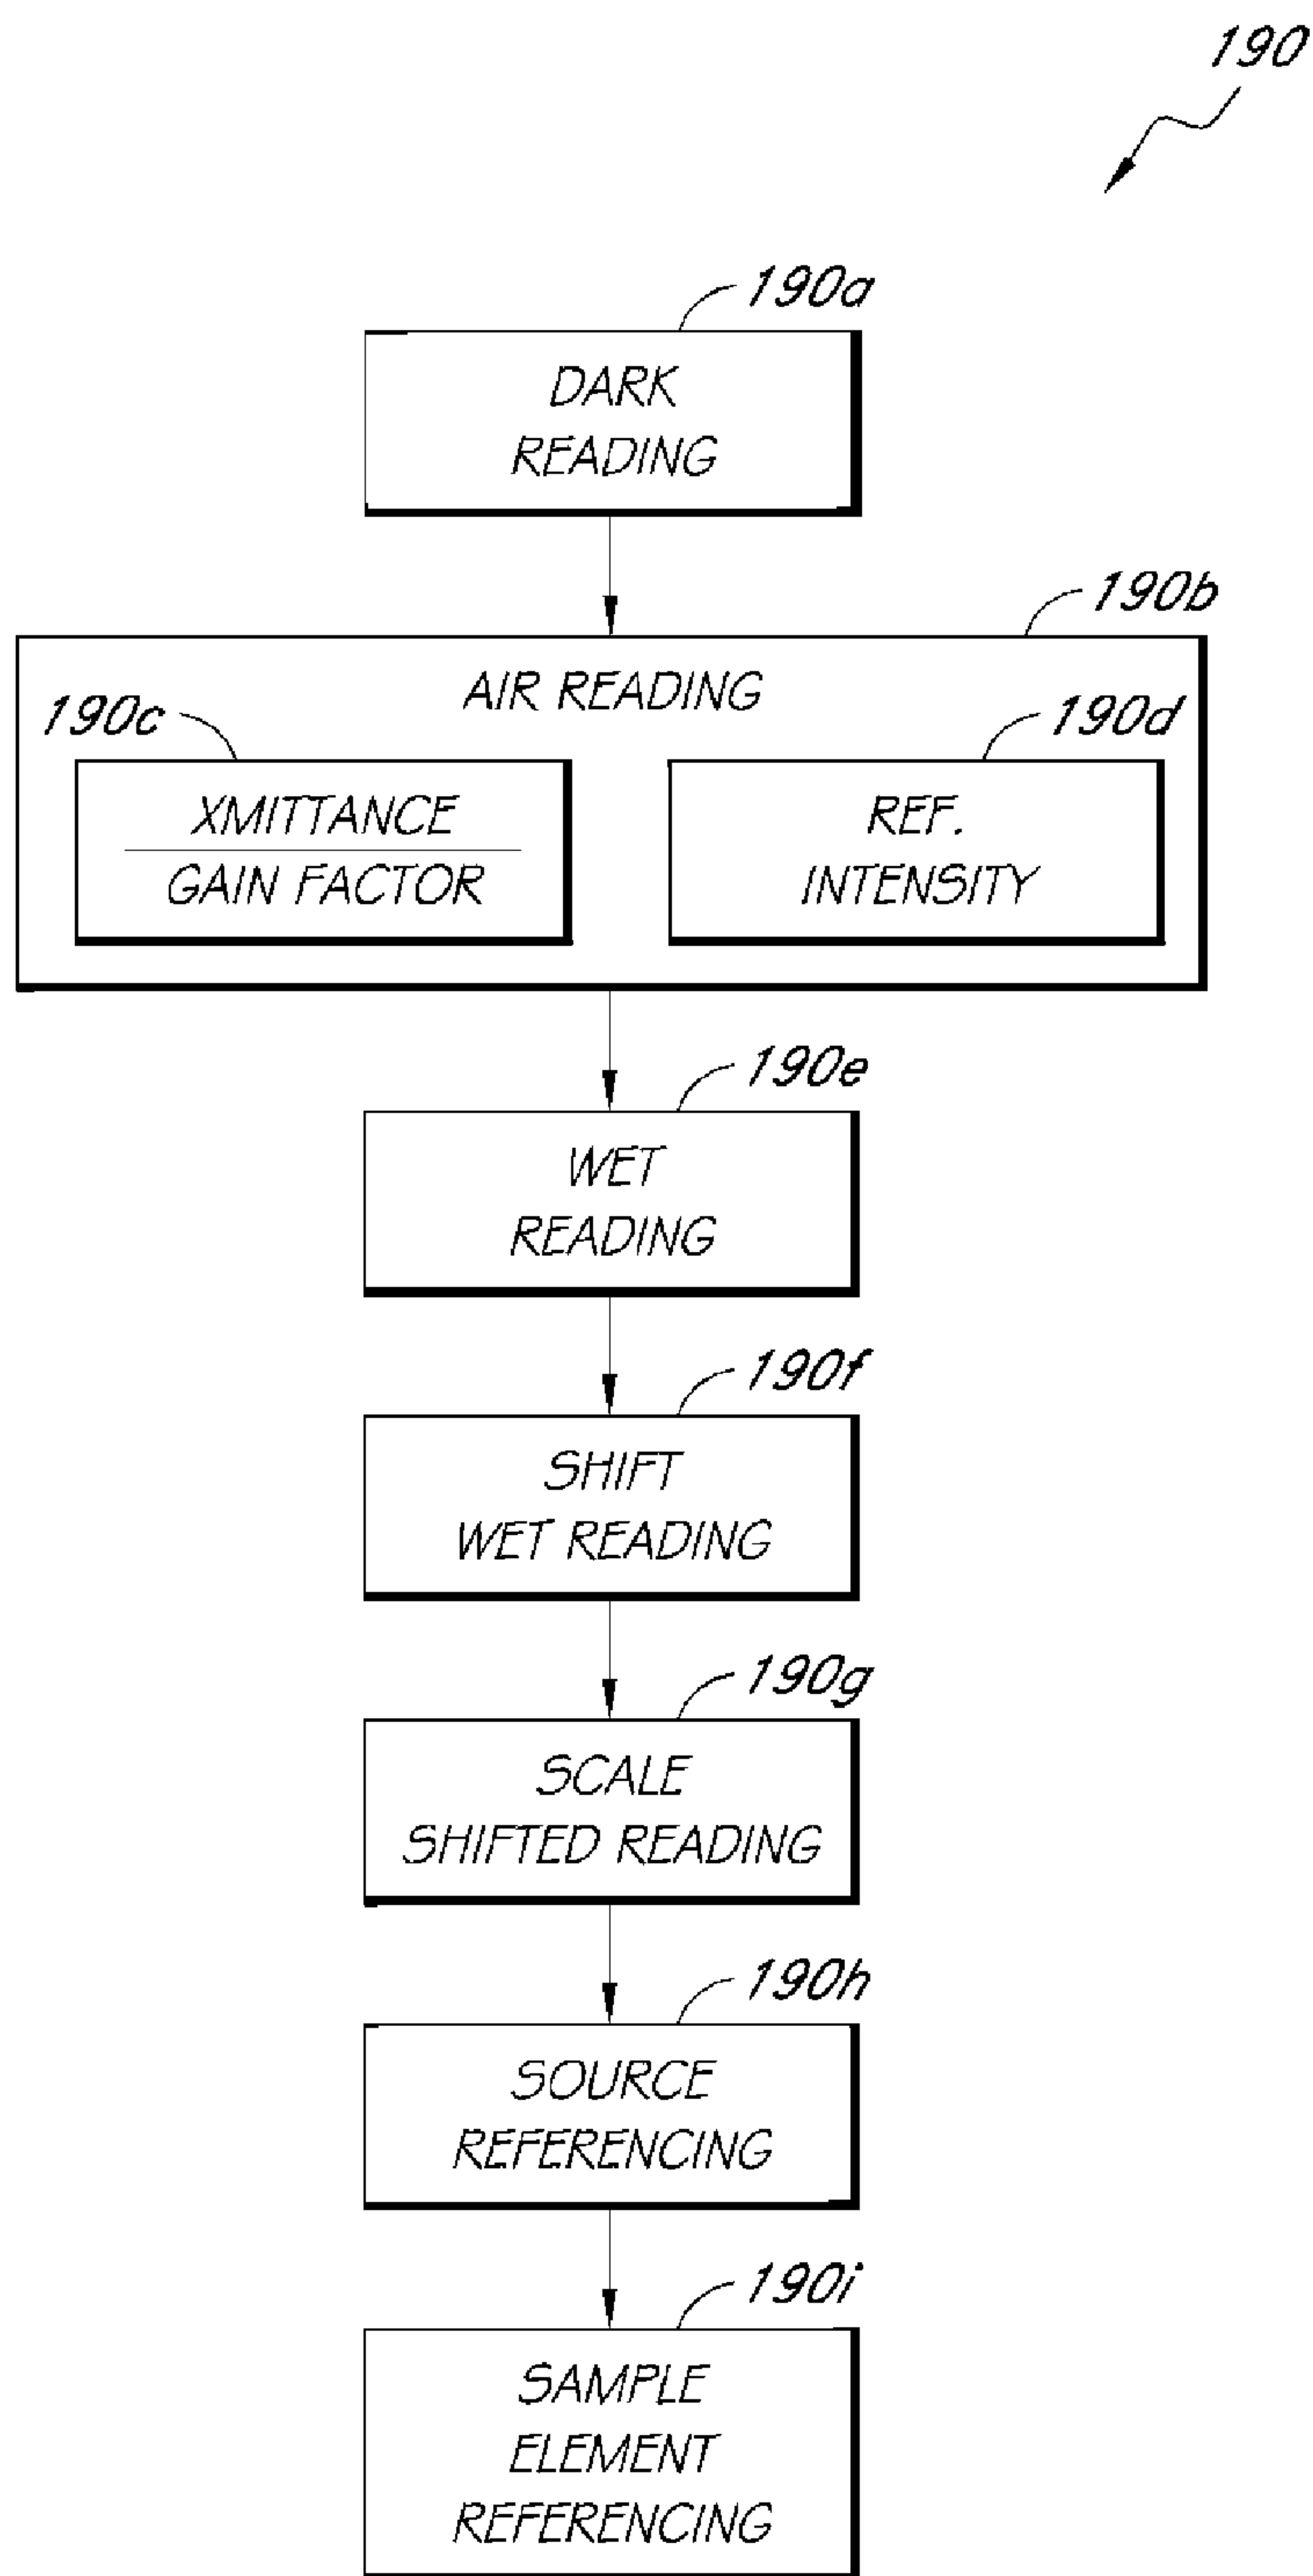 190
190a
DARK
READING
190b
AIR READING
190c
190d
XMITTANCE
GAIN FACTOR
REF.
INTENSITY
190e
WET
READING
190f
SHIFT
WET READING
190g
SCALE
SHIFTED READING
190h
SOURCE
REFERENCING
190i
SAMPLE
ELEMENT
REFERENCING